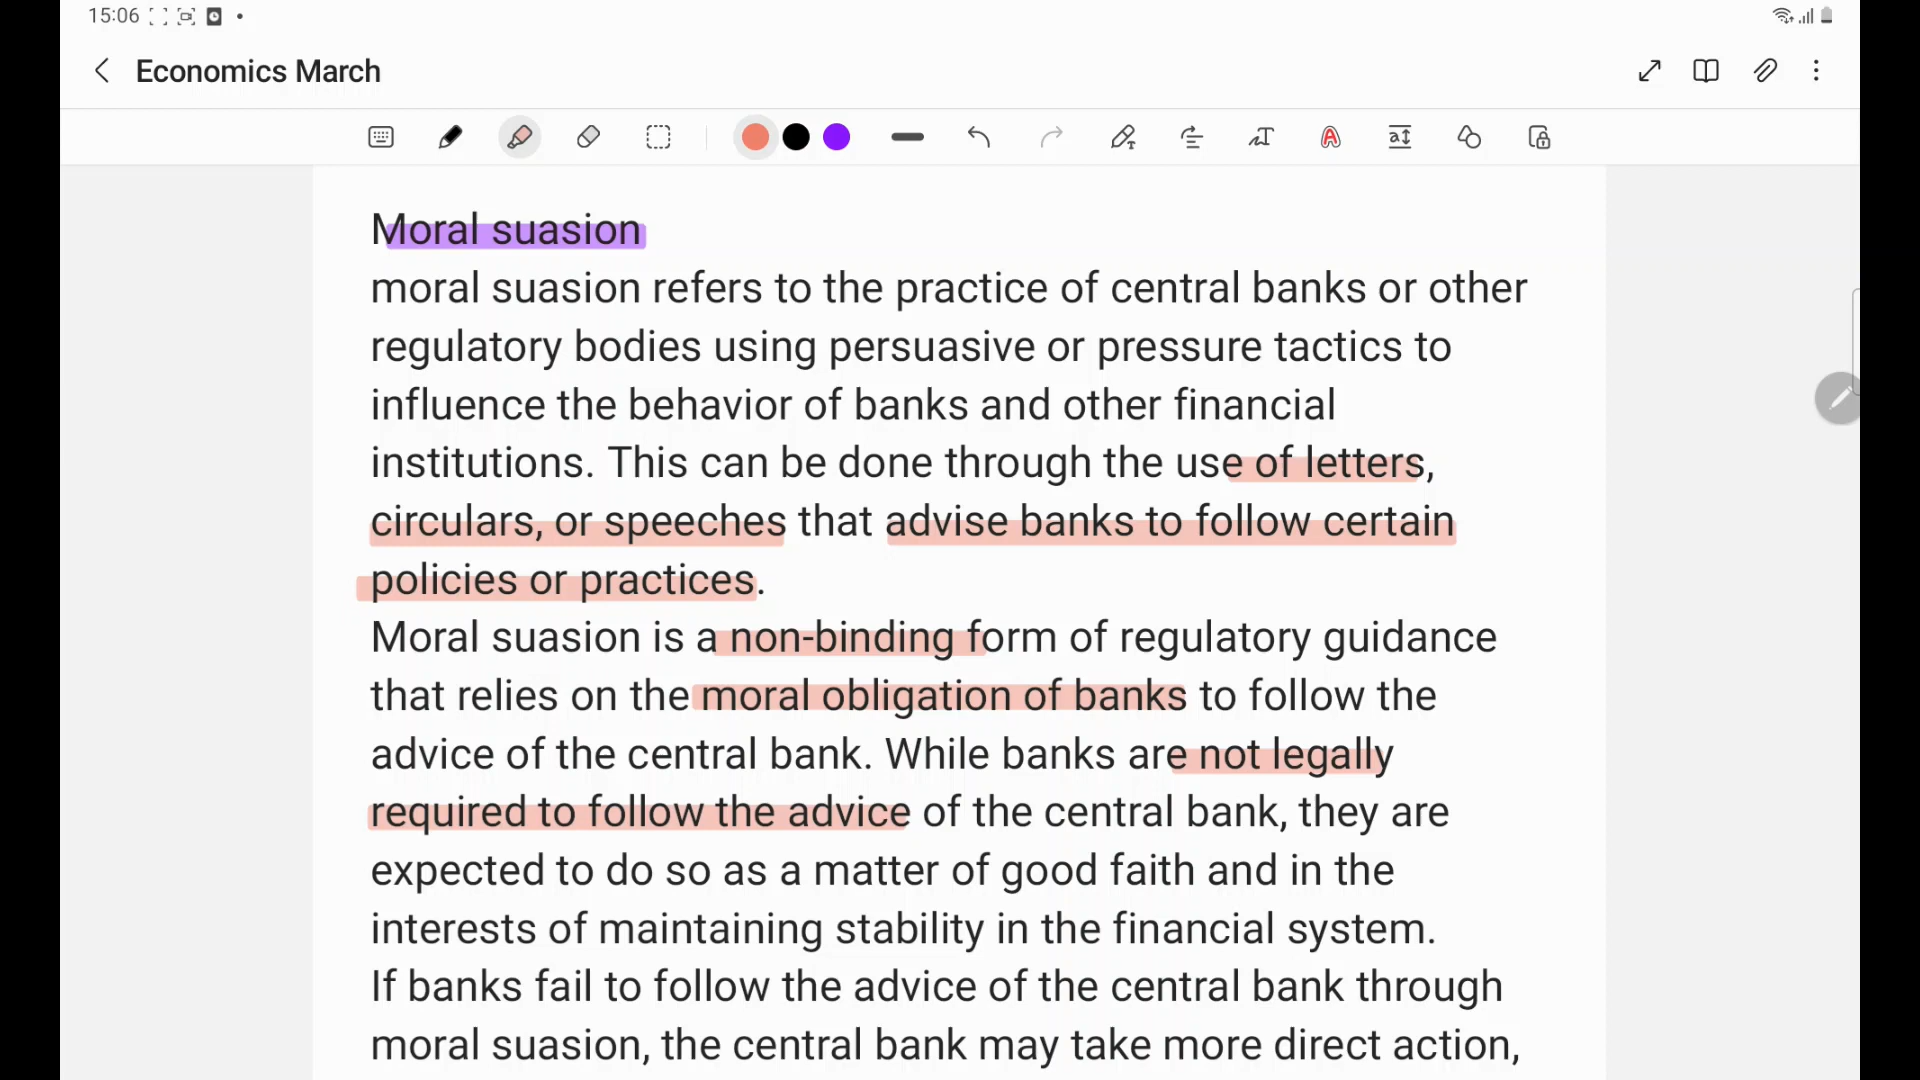 15:06
Economics March
Moral suasion
moral suasion refers to the practice of central banks or other
regulatory bodies using persuasive or pressure tactics to
influence the behavior of banks and other financial
institutions. This can be done through the use of letters,
circulars, or speeches that advise banks to follow certain
policies or practices.
Moral suasion is a non-binding form of regulatory guidance
that relies on the moral obligation of banks to follow the
advice of the central bank. While banks are not legally
required to follow the advice of the central bank, they are
expected to do so as a matter of good faith and in the
interests of maintaining stability in the financial system.
If banks fail to follow the advice of the central bank through
moral suasion, the central bank may take more direct action,